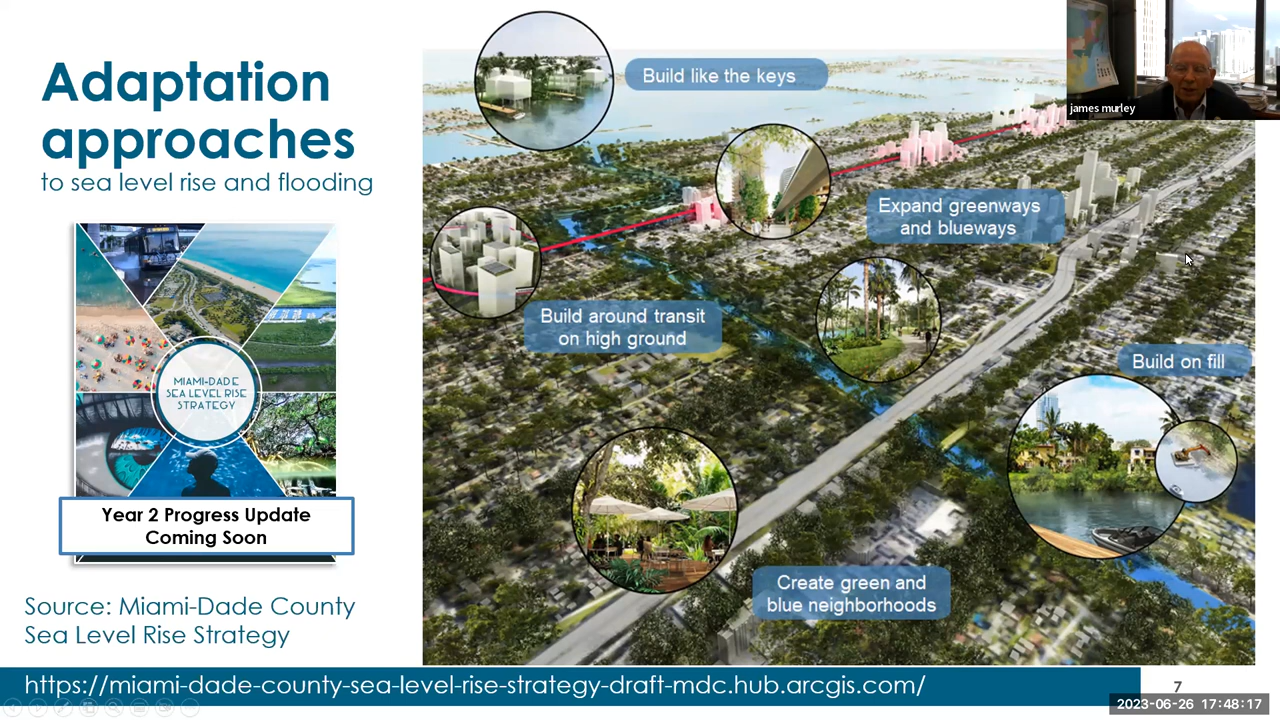 Adaptation
approaches
to sea level rise and flooding
MIAMI-DADE
SEA LEVEL RISE
STRATEGY
Year 2 Progress Update
Coming Soon
Source: Miami-Dade County
Sea Level Rise Strategy
Build like the keys
Expand greenways
and blueways
Build around transit
on high ground
Build on fill
Create green and
blue neighborhoods
james murley
https://miami-dade-county-sea-level-rise-strategy-draft-mdc.hub.arcgis.com/
7
2023-06-26 17:48:17